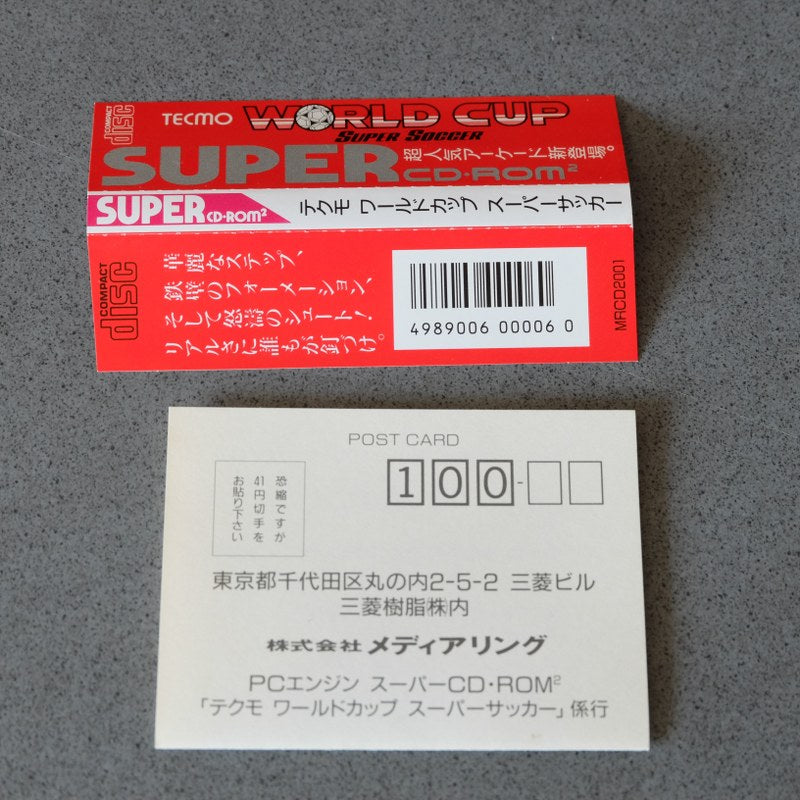 COMPACT
disc
TECMO WORLD CUP
SUPER SOCCER
SUPER
超人気アーケード新登場。
CD-ROM²
SUPER CD-ROM²
テクモ ワールドカップ スーパーサッカー
COMPACT
disc
華麗なステップ、
鉄壁のフォーメーション、
そして怒濤のシュート!
リアルさに誰もが釘づけ。
4989006 00006 0
MRCD2001
POST CARD
恐縮ですが
41円切手を
お貼り下さい
100-
東京都千代田区丸の内2-5-2 三菱ビル
三菱樹脂㈱内
株式会社 メディアリング
PCエンジン スーパーCD・ROM²
「テクモ ワールドカップ スーパーサッカー」係行